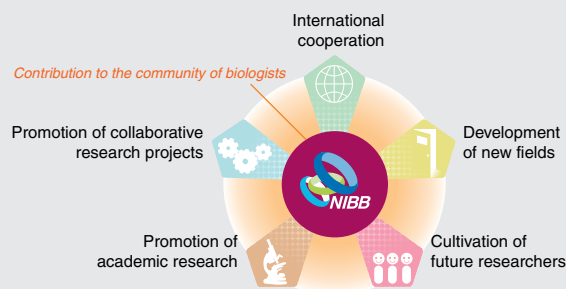 International
cooperation
Contribution to the community of biologists
Promotion of collaborative
research projects
Development
of new fields
NIBB
Promotion of
academic research
Cultivation of
future researchers